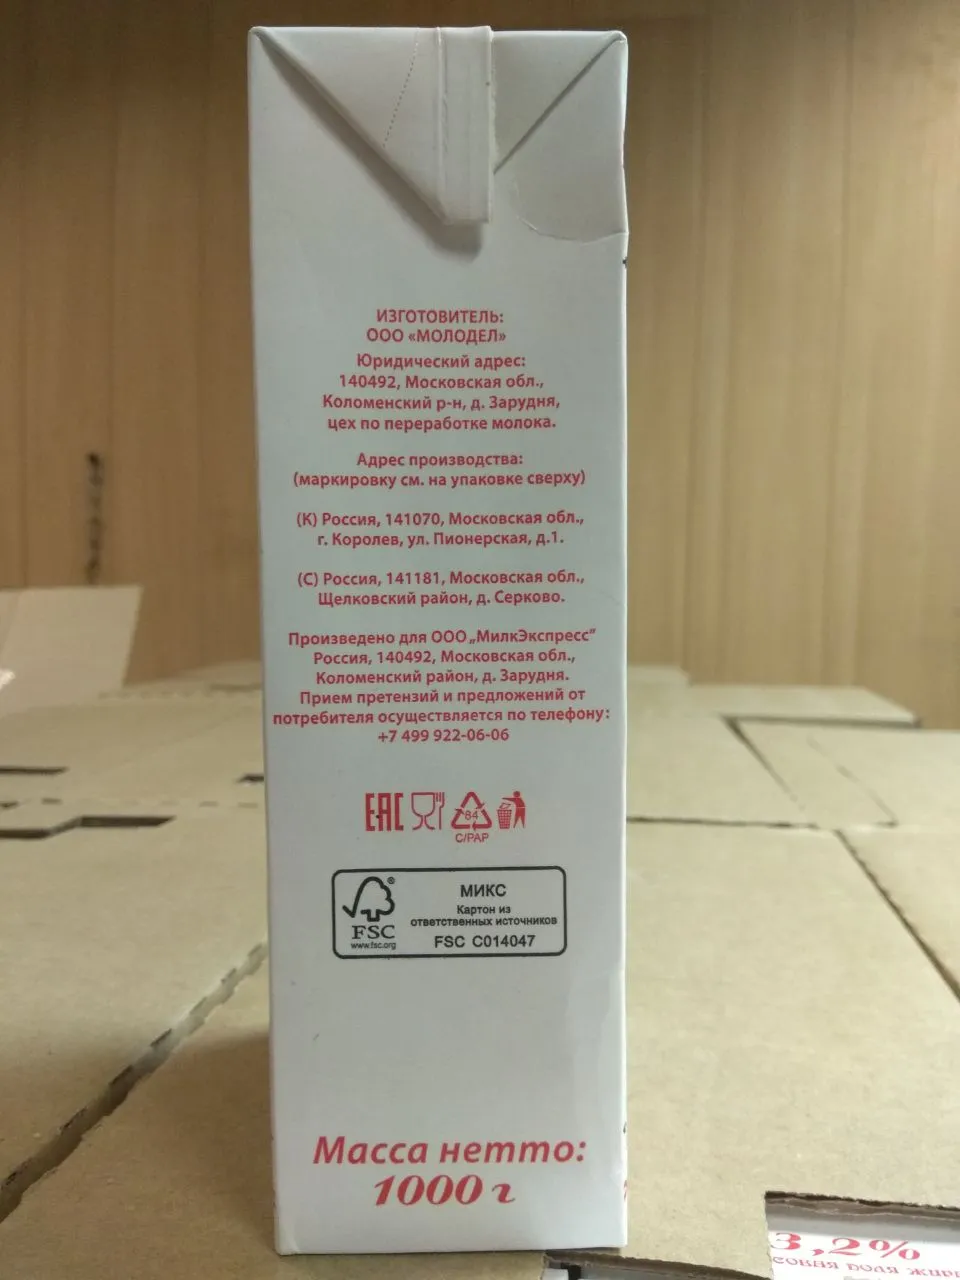 ИЗГОТОВИТЕЛЬ:
ООО «МОЛОДЕЛ»
Юридический адрес:
140492, Московская обл.,
Коломенский р-н, д. Зарудня,
цех по переработке молока.
Адрес производства:
(маркировку см. на упаковке сверху)
(К) Россия, 141070, Московская обл.,
г. Королев, ул. Пионерская, д.1.
(С) Россия, 141181, Московская обл.,
Щелковский район, д. Серково.
Произведено для ООО „МилкЭкспресс”
Россия, 140492, Московская обл.,
Коломенский район, д. Зарудня.
Прием претензий и предложений от
потребителя осуществляется по телефону:
+7 499 922-06-06
ЕАС
84
C/PAP
FSC
®
www.fsc.org
МИКС
Картон из
ответственных источников
FSC C014047
Масса нетто:
1000 г
3,2%
доля